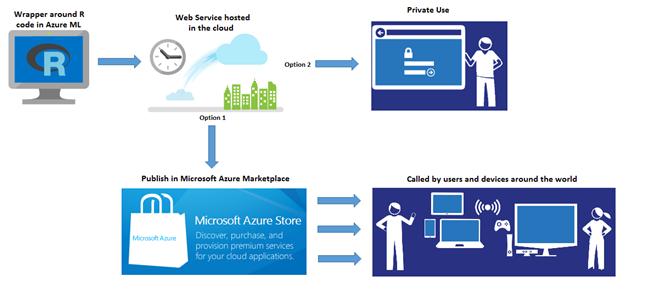 Wrapper around R
code in Azure ML
R
Web Service hosted
in the cloud
Option 2
Private Use
Option 1
Publish in Microsoft Azure Marketplace
Microsoft Azure
Microsoft Azure Store
Discover, purchase, and
provision premium services
for your cloud applications.
Called by users and devices around the world